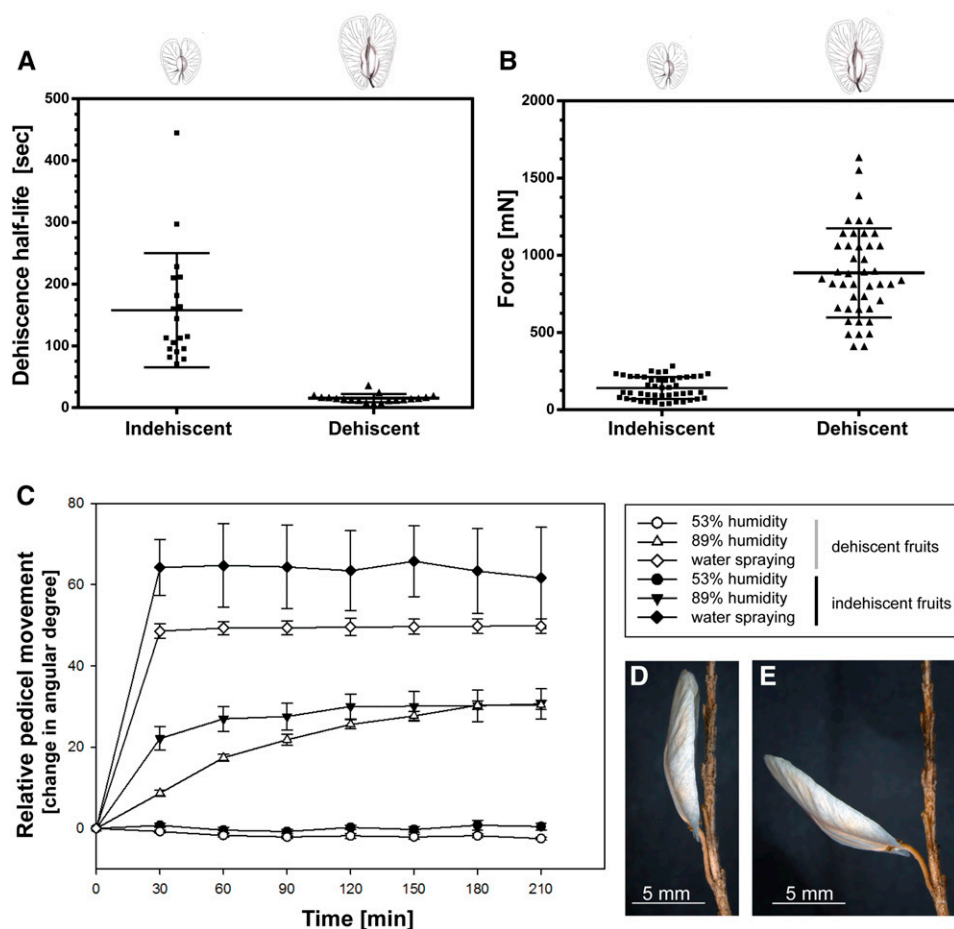 A
Dehiscence half-life [sec]
500
400
300
200
100
0
Indehiscent
Dehiscent
B
Force [mN]
2000
1500
1000
500
0
Indehiscent
Dehiscent
C
Relative pedicel movement
[change in angular degree]
80
60
40
20
0
0 30 60 90 120 150 180 210
Time [min]
53% humidity
89% humidity
water spraying
dehiscent fruits
53% humidity
89% humidity
water spraying
indehiscent fruits
D
5 mm
E
5 mm